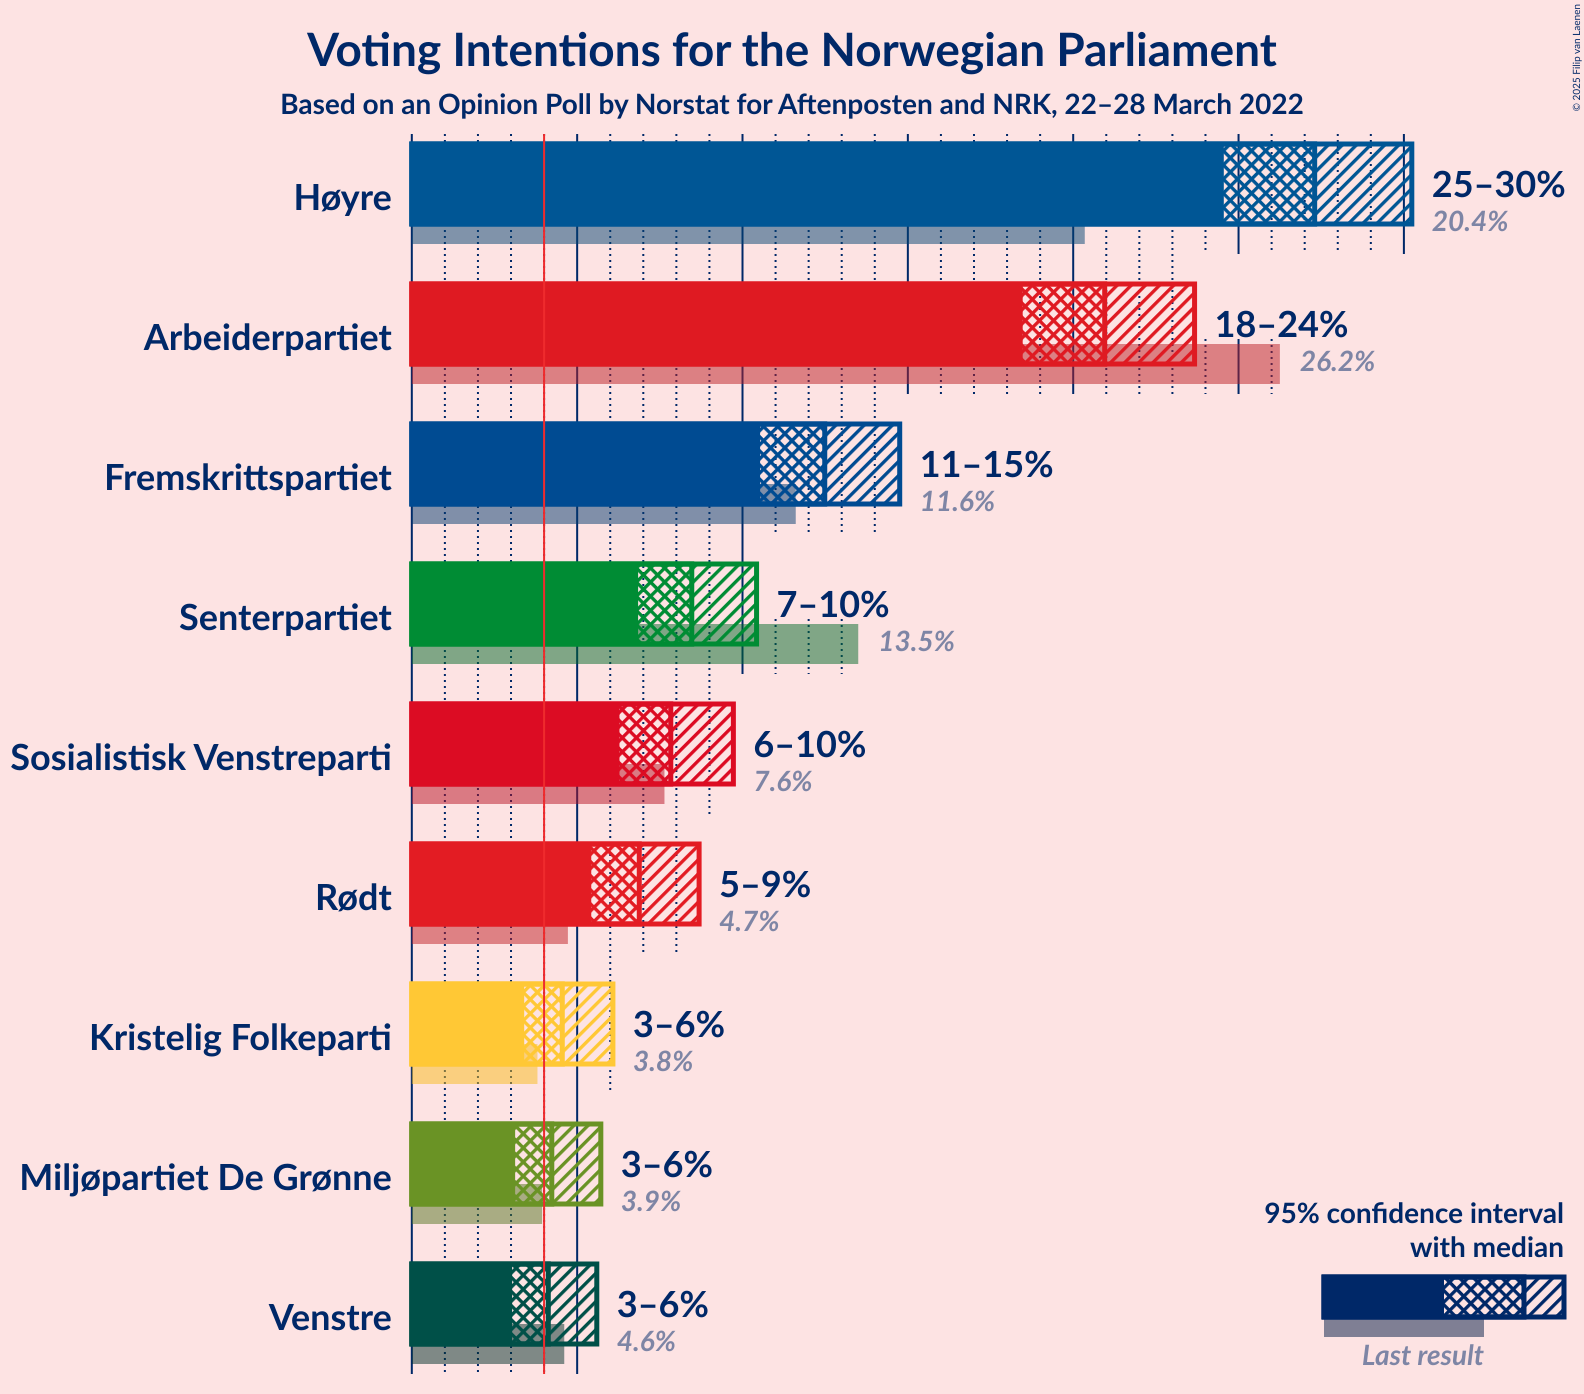 Voting Intentions for the Norwegian Parliament
Based on an Opinion Poll by Norstat for Aftenposten and NRK, 22–28 March 2022
© 2025 Filip van Laenen
Høyre
25–30%
20.4%
Arbeiderpartiet
18–24%
26.2%
Fremskrittspartiet
11–15%
11.6%
Senterpartiet
7–10%
13.5%
Sosialistisk Venstreparti
6–10%
7.6%
Rødt
5–9%
4.7%
Kristelig Folkeparti
3–6%
3.8%
Miljøpartiet De Grønne
3–6%
3.9%
Venstre
3–6%
4.6%
95% confidence interval
with median
Last result